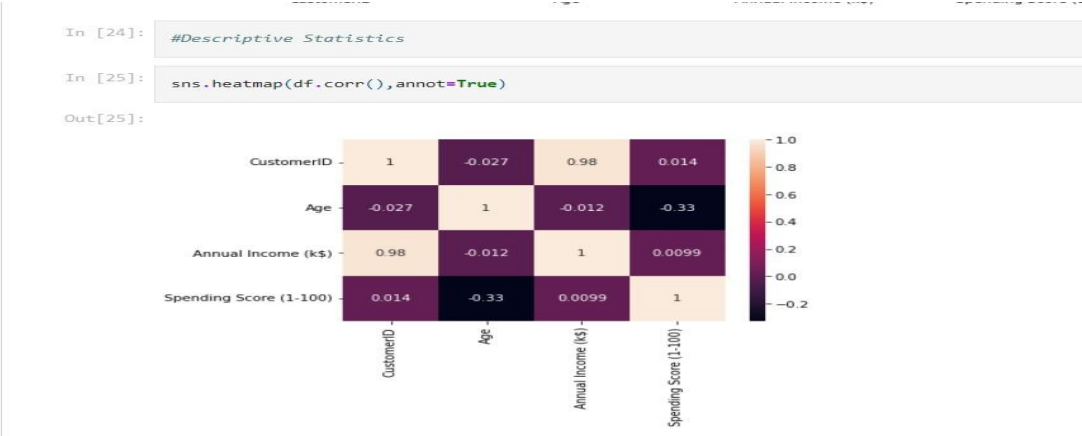 In [24]: #Descriptive Statistics
In [25]: sns.heatmap(df.corr(),annot=True)
Out[25]:
CustomerID 1 -0.027 0.98 0.014
Age -0.027 1 -0.012 -0.33
Annual Income (k$) 0.98 -0.012 1 0.0099
Spending Score (1-100) 0.014 -0.33 0.0099 1
CustomerID
Age
Annual Income (k$)
Spending Score (1-100)
1.0
0.8
0.6
0.4
0.2
0.0
−0.2